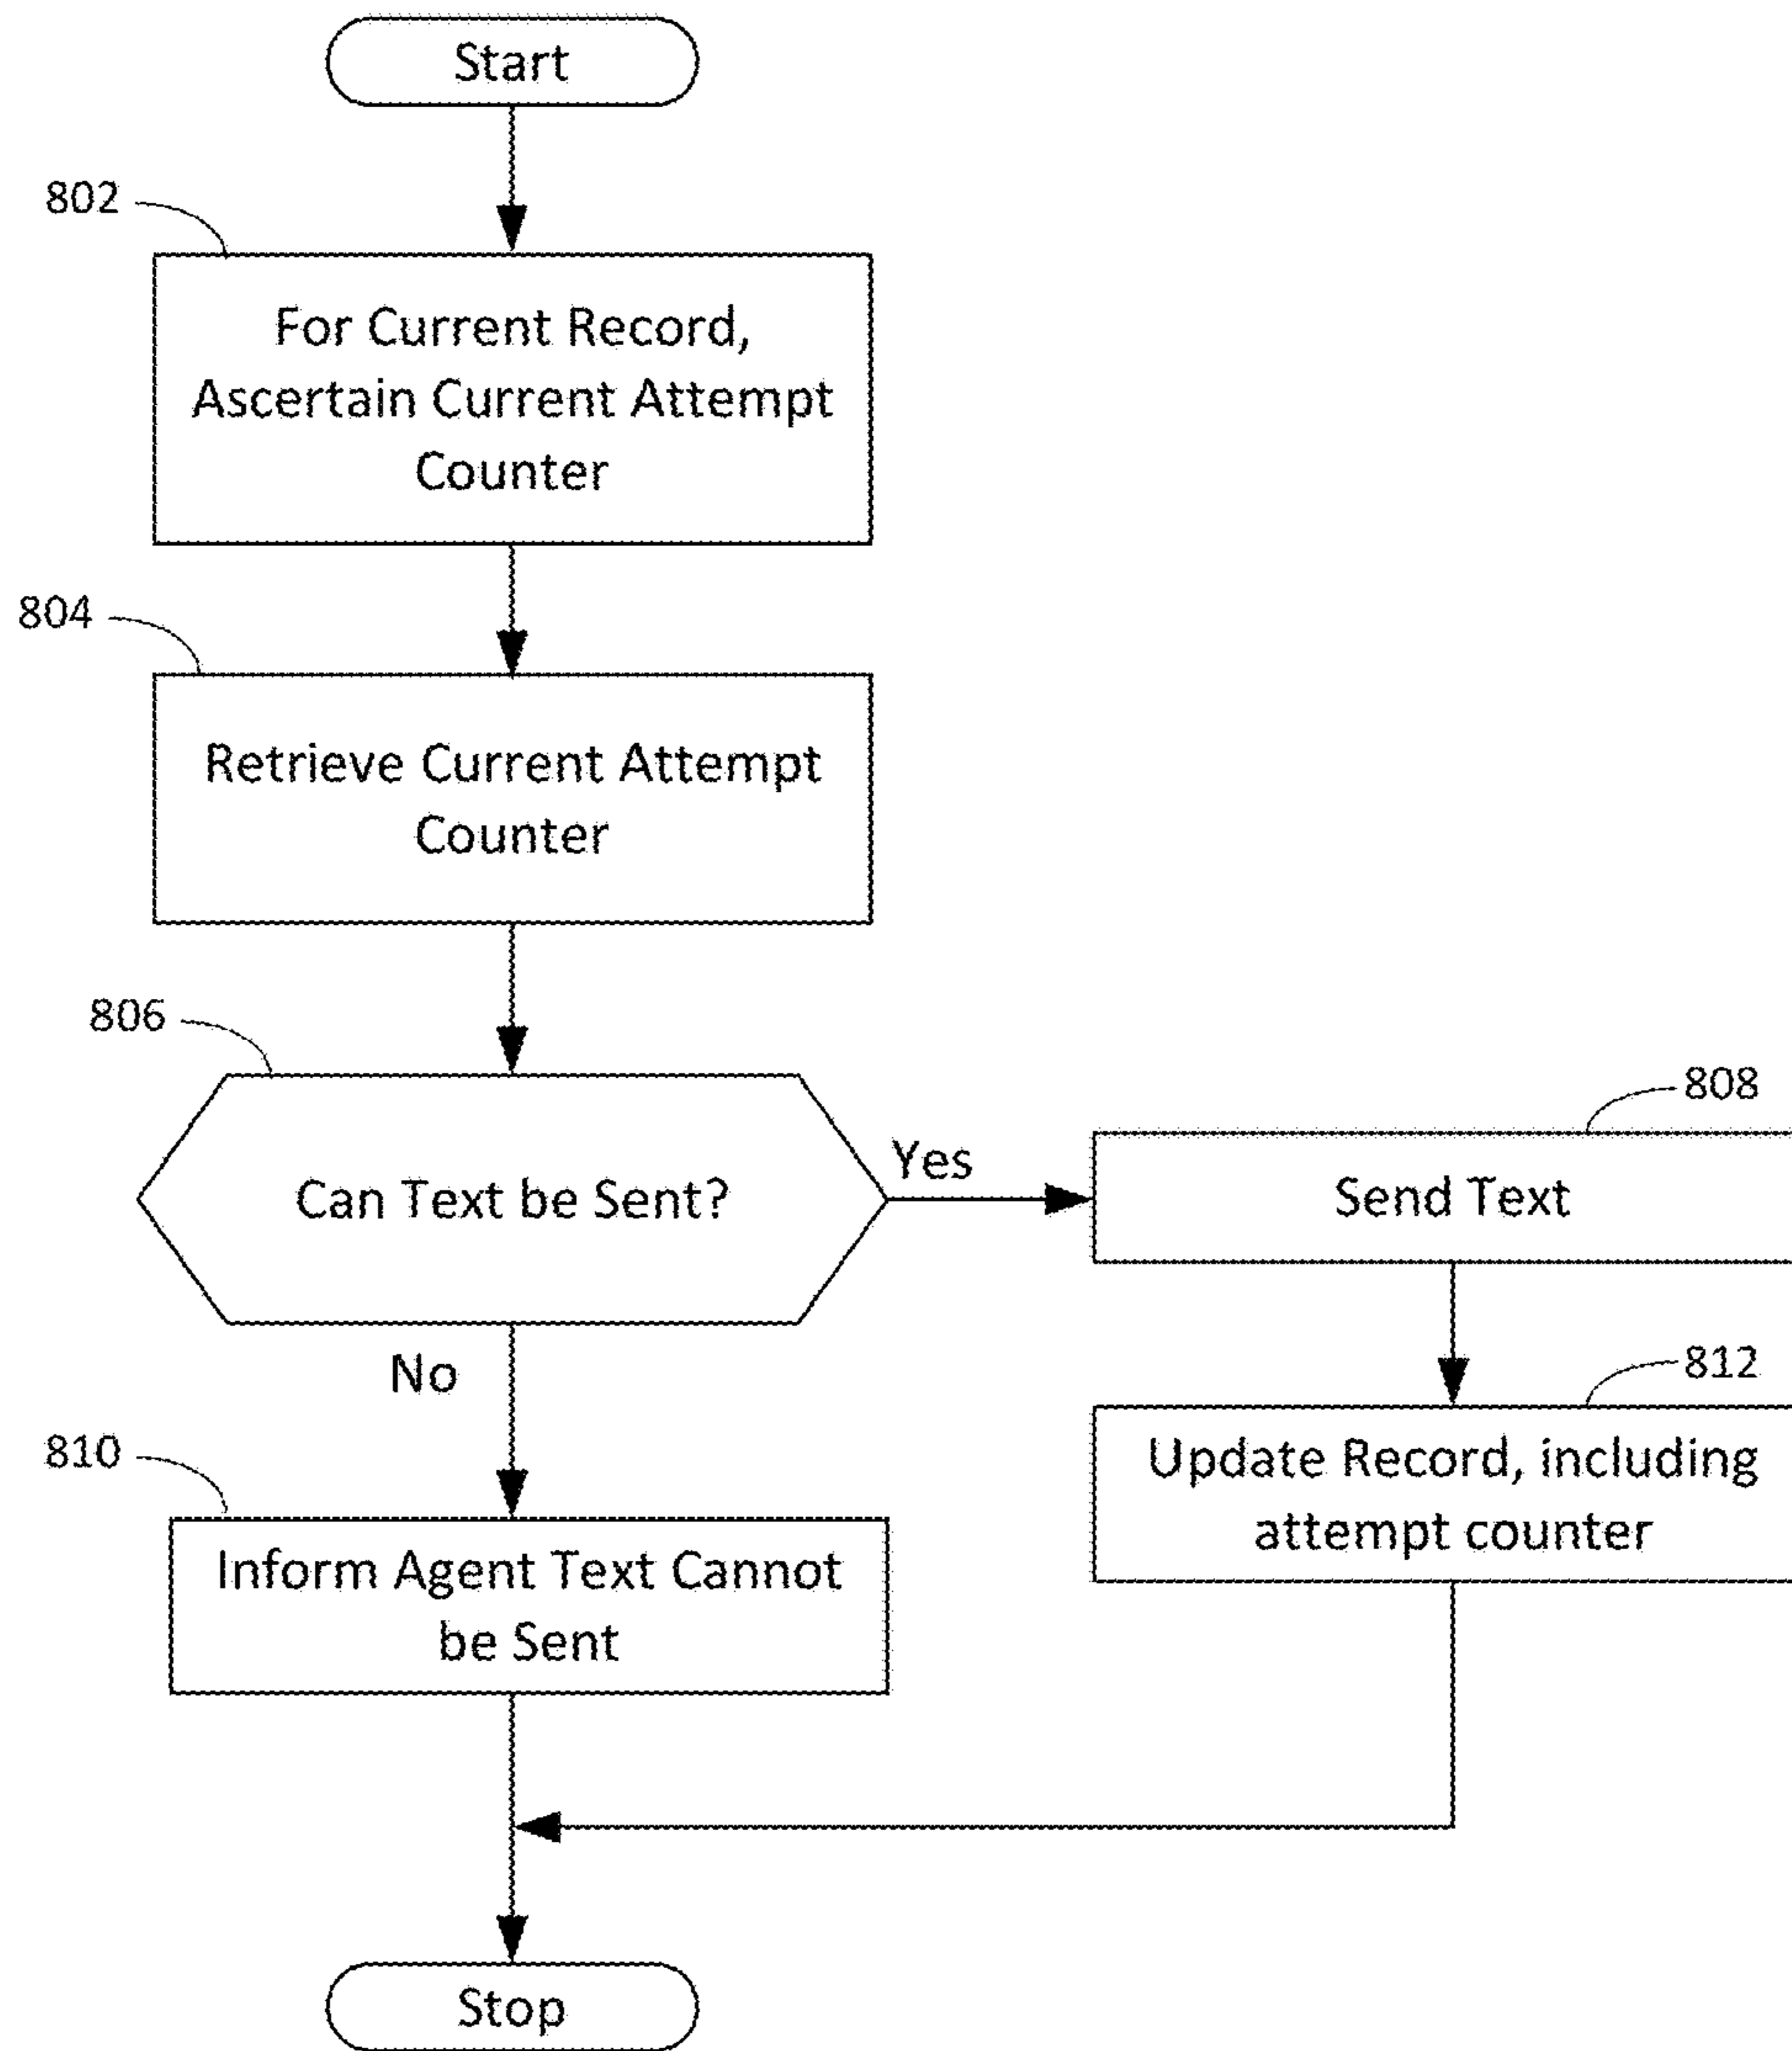 Start
802
For Current Record,
Ascertain Current Attempt
Counter
804
Retrieve Current Attempt
Counter
806
Can Text be Sent?
Yes
808
Send Text
No
812
Update Record, including
attempt counter
810
Inform Agent Text Cannot
be Sent
Stop